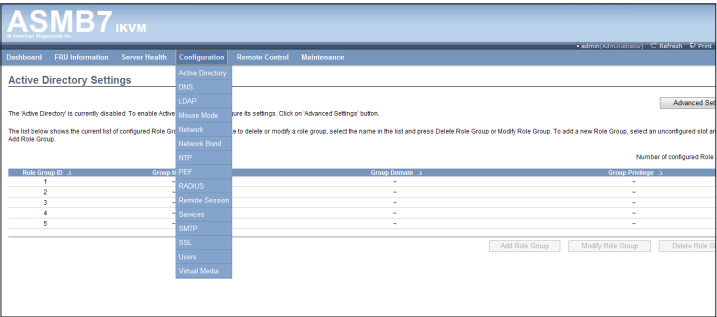 ASMB7 iKVM
© American Megatrends Inc.
admin(Administrator) Refresh Print
Dashboard FRU Information Server Health Configuration Remote Control Maintenance
Active Directory Settings
Active Directory
DNS
LDAP
Mouse Mode
Network
Network Bond
NTP
PEF
RADIUS
Remote Session
Services
SMTP
SSL
Users
Virtual Media
Advanced Set
The 'Active Directory' is currently disabled. To enable Active ure its settings. Click on 'Advanced Settings' button.
The list below shows the current list of configured Role Gr e to delete or modify a role group, select the name in the list and press Delete Role Group or Modify Role Group. To add a new Role Group, select an unconfigured slot an
Add Role Group.
Number of configured Role
Role Group ID Group Group Domain Group Privilege
1 ~ ~ ~
2 ~ ~ ~
3 ~ ~ ~
4 ~ ~ ~
5 ~ ~ ~
Add Role Group Modify Role Group Delete Role G